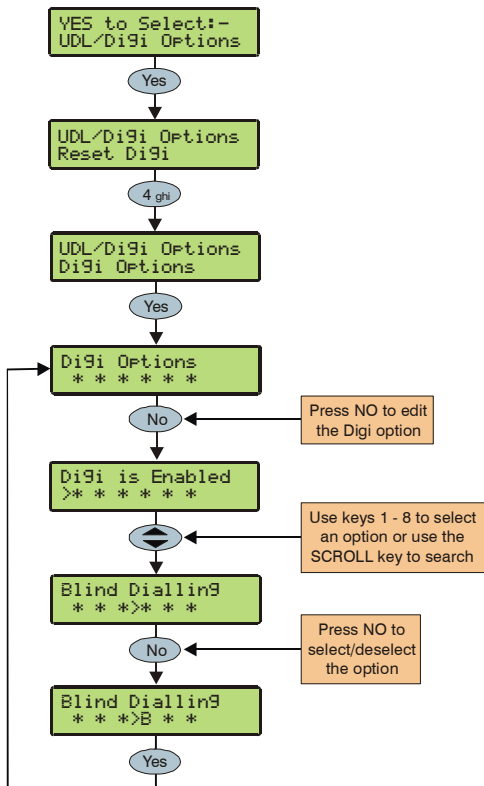 YES to Select:-
UDL/Digi Options
Yes
UDL/Digi Options
Reset Digi
4 ghi
UDL/Digi Options
Digi Options
Yes
Digi Options
* * * * * *
No
Press NO to edit
the Digi option
Digi is Enabled
>* * * * * *
Use keys 1 - 8 to select
an option or use the
SCROLL key to search
Blind Dialling
* * *>* * *
No
Press NO to
select/deselect
the option
Blind Dialling
* * *>B * *
Yes